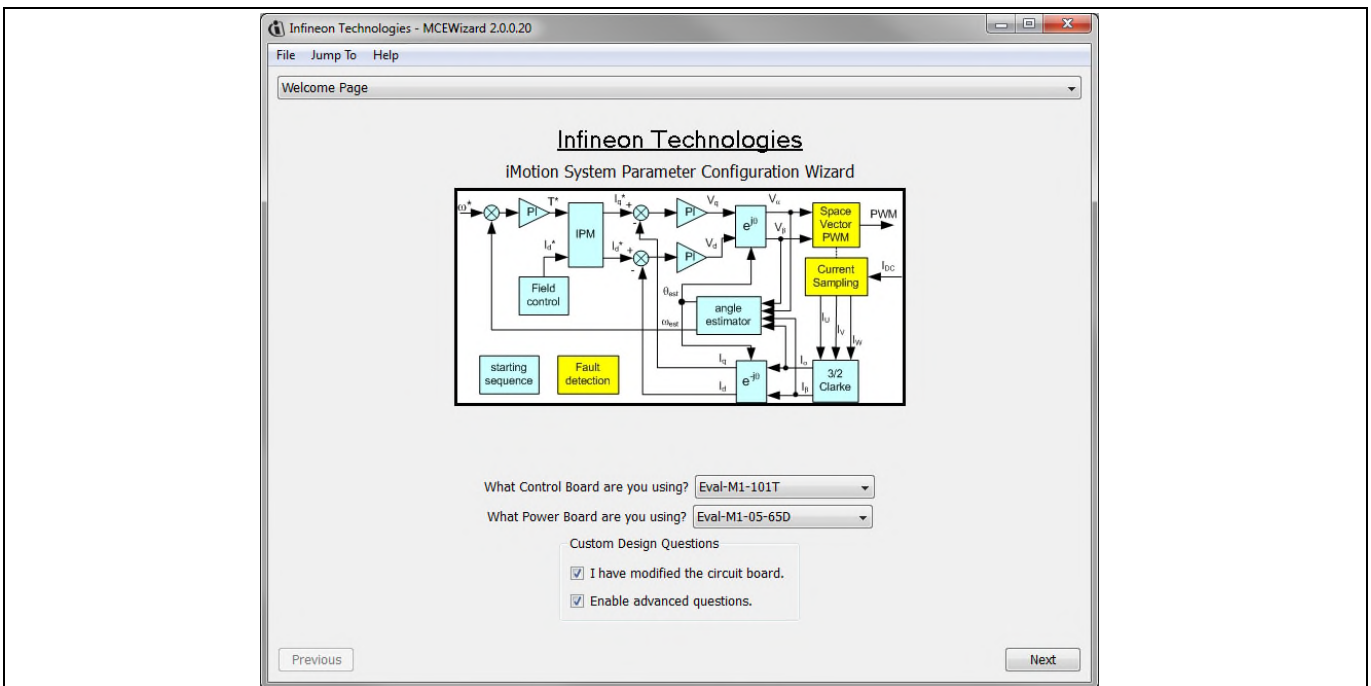 Infineon Technologies - MCEWizard 2.0.0.20
File Jump To Help
Welcome Page
Infineon Technologies
iMotion System Parameter Configuration Wizard
ω* PI T* Iq* + - PI Vq Vα
IPM
e^jθ
Space Vector PWM
PWM
Id* Id* + - PI Vd Vβ
Field control
Current Sampling
IDC
θest
angle estimator
ωest
IU IV IW
starting sequence
Fault detection
Iq Id
e^-jθ
Iα Iβ
3/2 Clarke
What Control Board are you using? Eval-M1-101T
What Power Board are you using? Eval-M1-05-65D
Custom Design Questions
I have modified the circuit board.
Enable advanced questions.
Previous Next